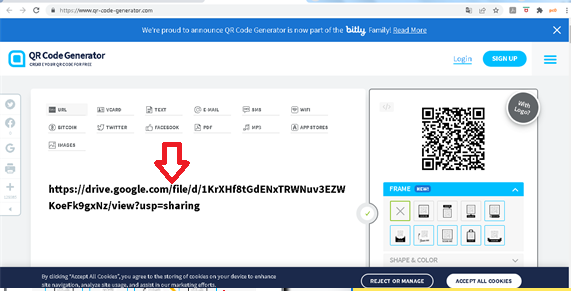 https://www.qr-code-generator.com
We're proud to announce QR Code Generator is now part of the bitly Family! Read More
QR Code Generator
CREATE YOUR QR CODE FOR FREE
Login
SIGN UP
URL VCARD TEXT E-MAIL SMS WIFI
BITCOIN TWITTER FACEBOOK PDF MP3 APP STORES
IMAGES
https://drive.google.com/file/d/1KrXHf8tGdENxTRWNuv3EZW
KoeFk9gxNz/view?usp=sharing
With
Logo?
FRAME NEW!
SHAPE & COLOR
By clicking "Accept All Cookies", you agree to the storing of cookies on your device to enhance
site navigation, analyze site usage, and assist in our marketing efforts.
REJECT OR MANAGE
ACCEPT ALL COOKIES